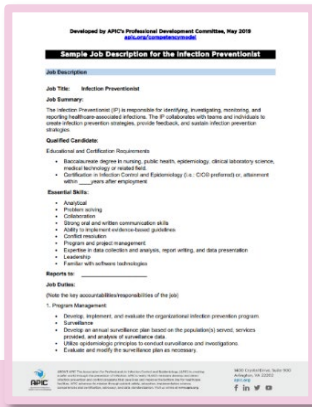 Developed by APIC's Professional Development Committee, May 2019
apic.org/competencymodel
Sample Job Description for the Infection Preventionist
Job Description
Job Title: Infection Preventionist
Job Summary:
The Infection Preventionist (IP) is responsible for identifying, investigating, monitoring, and
reporting healthcare-associated infections. The IP collaborates with teams and individuals to
create infection prevention strategies, provide feedback, and sustain infection prevention
strategies.
Qualified Candidate:
Educational and Certification Requirements
• Baccalaureate degree in nursing, public health, epidemiology, clinical laboratory science,
medical technology or related field.
• Certification in Infection Control and Epidemiology (i.e.: CIC® preferred) or, attainment
within ____years after employment
Essential Skills:
• Analytical
• Problem solving
• Collaboration
• Strong oral and written communication skills
• Ability to implement evidence-based guidelines
• Conflict resolution
• Program and project management
• Expertise in data collection and analysis, report writing, and data presentation
• Leadership
• Familiar with software technologies
Reports to: ____________
Job Duties:
(Note the key accountabilities/responsibilities of the job)
1. Program Management
• Develop, implement, and evaluate the organizational infection prevention program.
• Surveillance
• Develop an annual surveillance plan based on the population(s) served, services
provided, and analysis of surveillance data
• Utilize epidemiologic principles to conduct surveillance and investigations
• Evaluate and modify the surveillance plan as necessary.
APIC
Arlington, VA 22202
apic.org